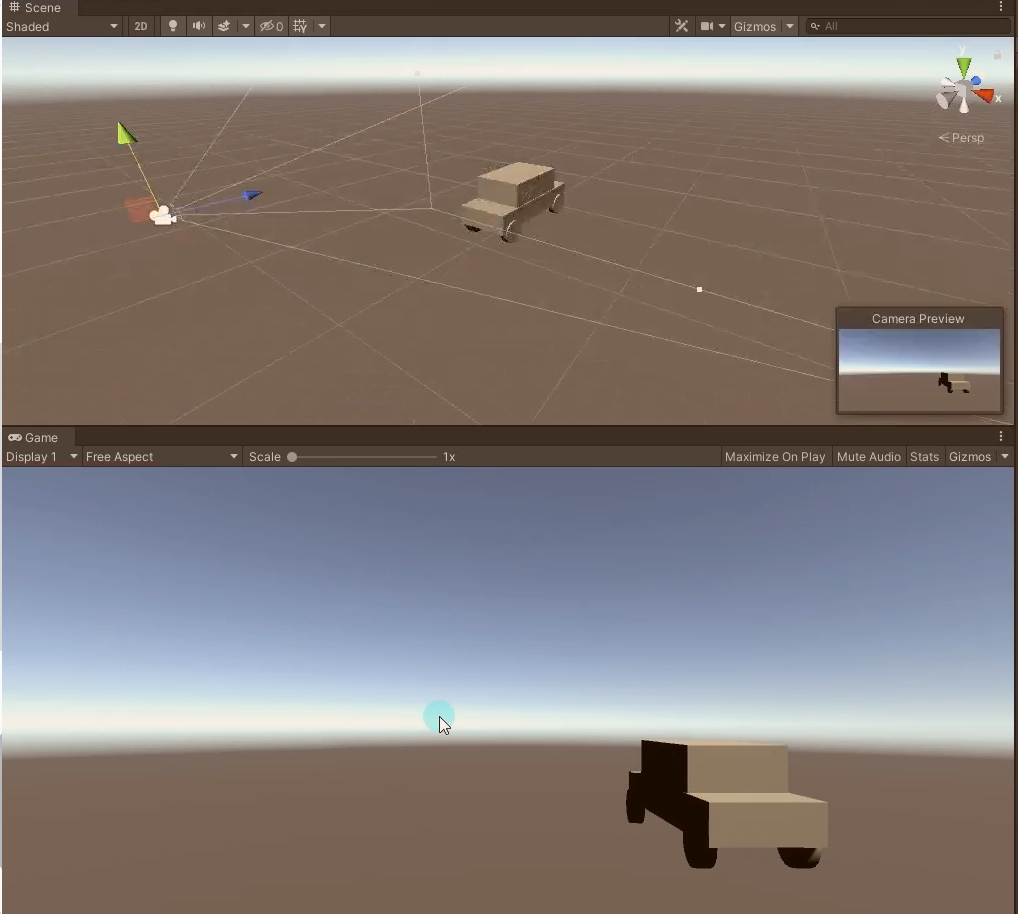 Scene
Shaded 2D 0 Gizmos All
y
x
Persp
Camera Preview
Game
Display 1 Free Aspect Scale 1x Maximize On Play Mute Audio Stats Gizmos